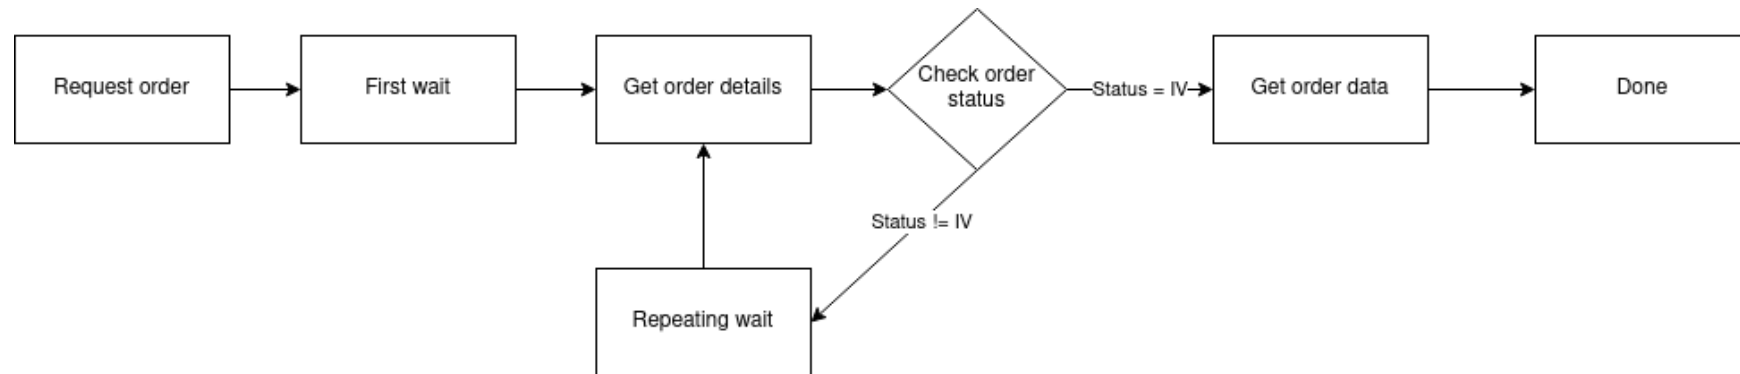 Request order
First wait
Get order details
Check order
status
Status = IV
Get order data
Done
Status != IV
Repeating wait